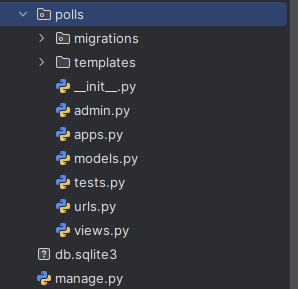 polls
migrations
templates
__init__.py
admin.py
apps.py
models.py
tests.py
urls.py
views.py
db.sqlite3
manage.py